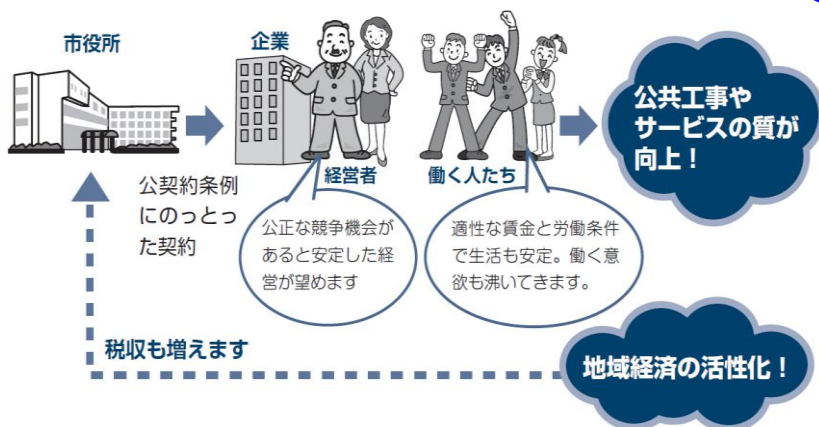 市役所
企業
公共工事や
サービスの質が
向上！
経営者
働く人たち
公契約条例
にのっとっ
た契約
公正な競争機会が
あると安定した経
営が望めます
適性な賃金と労働条件
で生活も安定。働く意
欲も沸いてきます。
税収も増えます
地域経済の活性化！